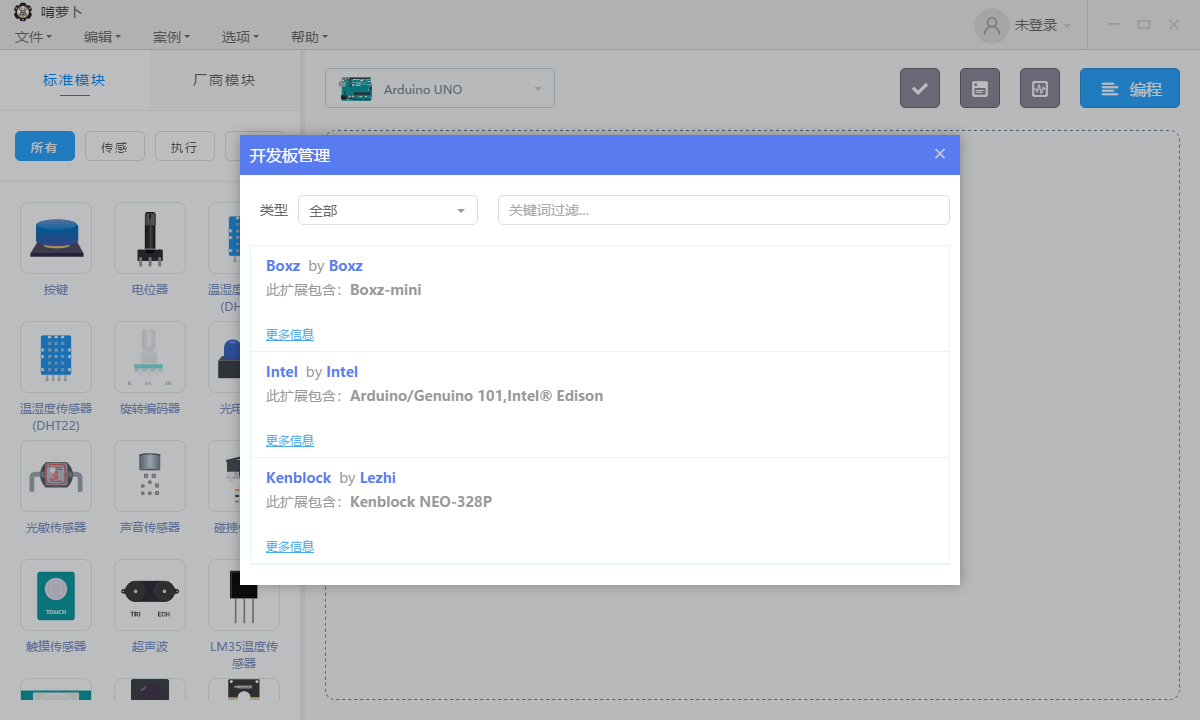 啃萝卜
文件 编辑 案例 选项 帮助
未登录
标准模块 厂商模块
Arduino UNO
编程
所有 传感 执行
开发板管理
类型 全部 关键词过滤...
Boxz by Boxz
此扩展包含：Boxz-mini
更多信息
Intel by Intel
此扩展包含：Arduino/Genuino 101,Intel® Edison
更多信息
Kenblock by Lezhi
此扩展包含：Kenblock NEO-328P
更多信息
按键 电位器 温湿度
(DH
温湿度传感器
(DHT22)
旋转编码器 光电
光敏传感器 声音传感器 碰撞
TOUCH
TRI ECH
触摸传感器 超声波 LM35温度传
感器